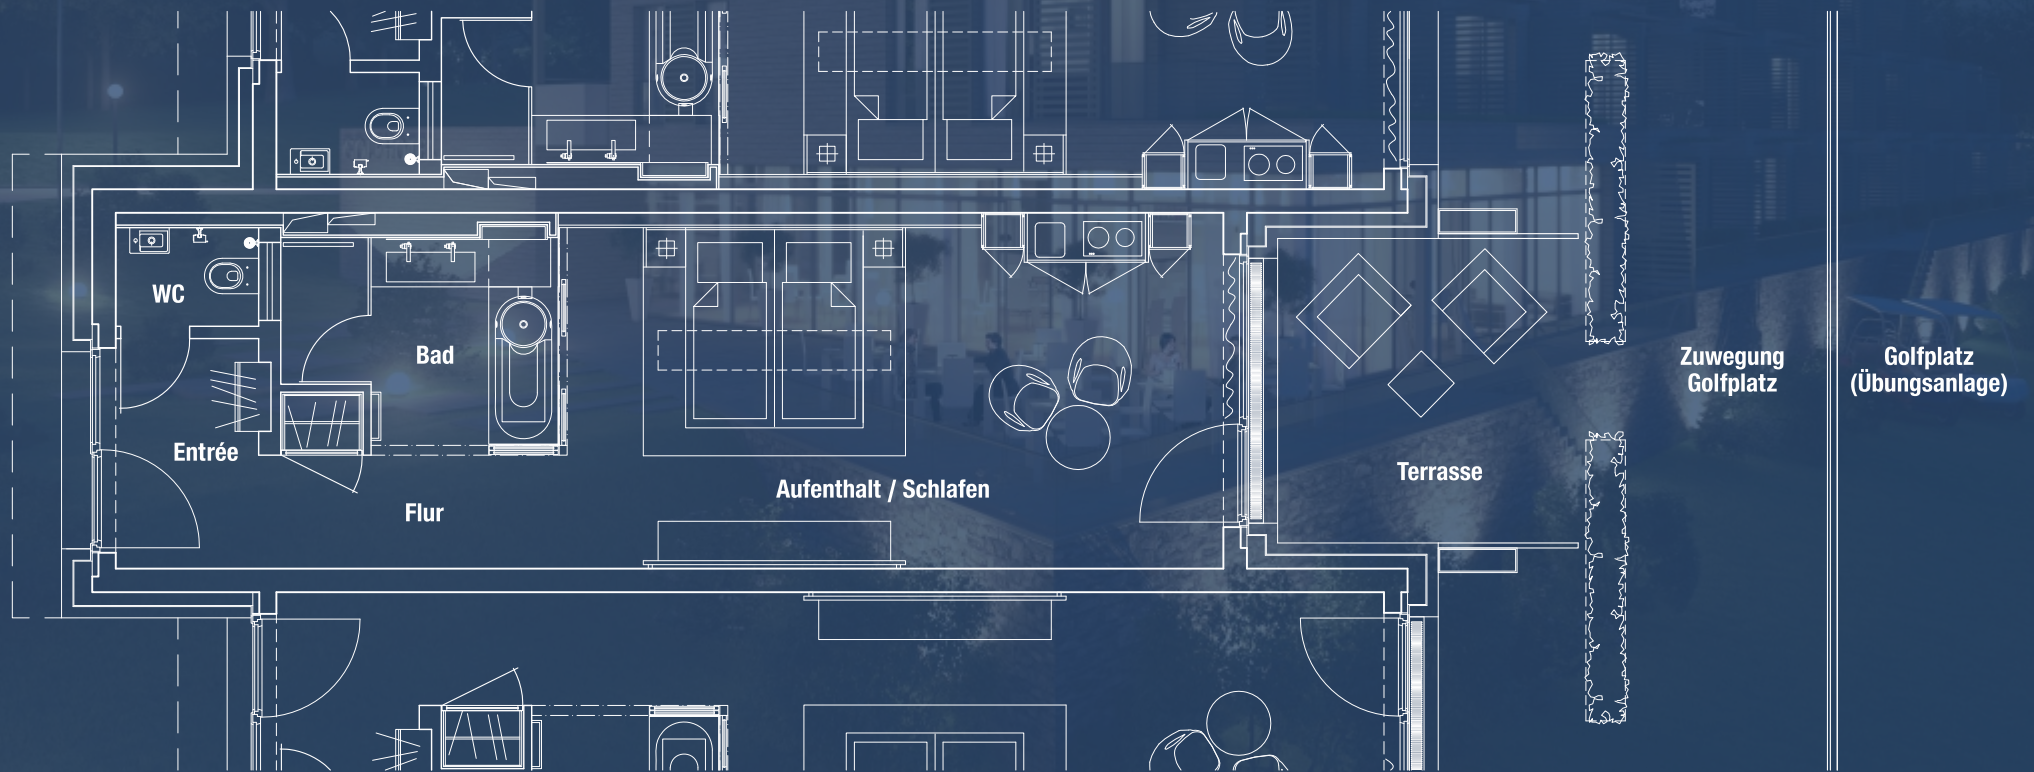 WC
Bad
Entrée
Flur
Aufenthalt / Schlafen
Terrasse
Zuwegung
Golfplatz
Golfplatz
(Übungsanlage)